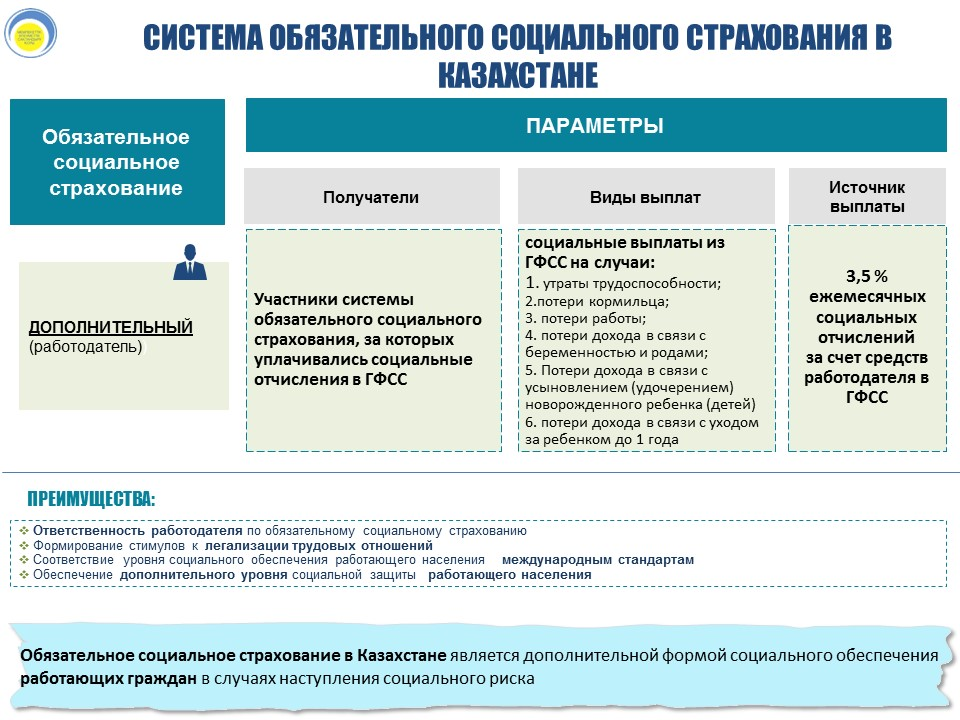 СИСТЕМА ОБЯЗАТЕЛЬНОГО СОЦИАЛЬНОГО СТРАХОВАНИЯ В
КАЗАХСТАНЕ
Обязательное
социальное
страхование
ПАРАМЕТРЫ
Получатели
Виды выплат
Источник
выплаты
ДОПОЛНИТЕЛЬНЫЙ
(работодатель)
Участники системы
обязательного социального
страхования, за которых
уплачивались социальные
отчисления в ГФСС
социальные выплаты из
ГФСС на случаи:
1. утраты трудоспособности;
2.потери кормильца;
3. потери работы;
4. потери дохода в связи с
беременностью и родами;
5. Потери дохода в связи с
усыновлением (удочерением)
новорожденного ребенка (детей)
6. потери дохода в связи с уходом
за ребенком до 1 года
3,5 %
ежемесячных
социальных
отчислений
за счет средств
работодателя в
ГФСС
ПРЕИМУЩЕСТВА:
❖ Ответственность работодателя по обязательному социальному страхованию
❖ Формирование стимулов к легализации трудовых отношений
❖ Соответствие уровня социального обеспечения работающего населения международным стандартам
❖ Обеспечение дополнительного уровня социальной защиты работающего населения
Обязательное социальное страхование в Казахстане является дополнительной формой социального обеспечения
работающих граждан в случаях наступления социального риска